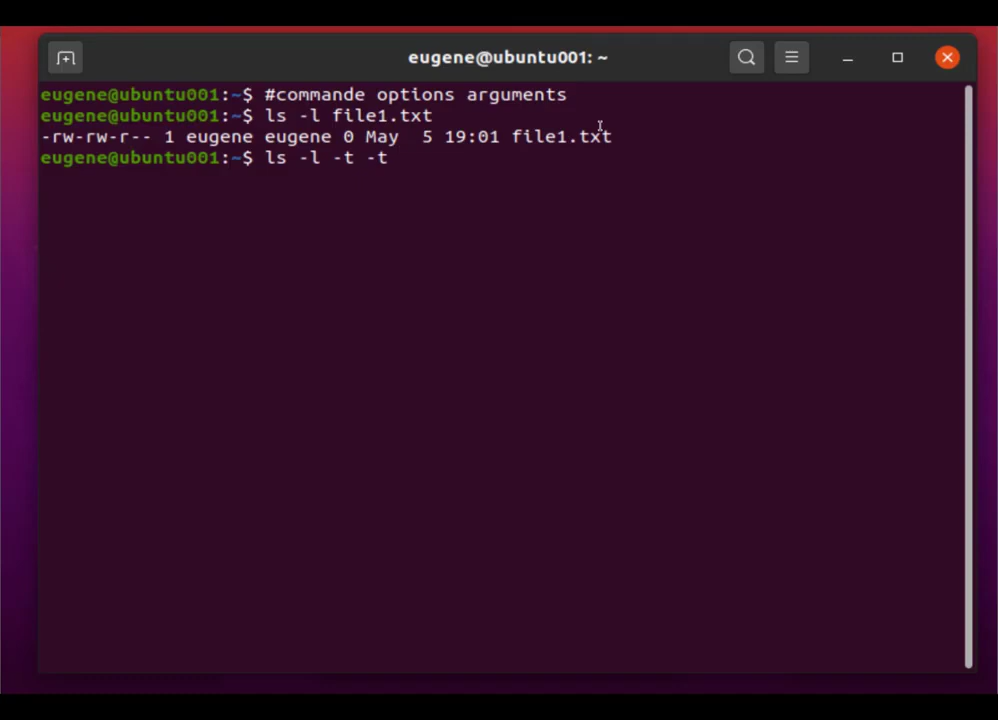 eugene@ubuntu001: ~
eugene@ubuntu001:~$ #commande options arguments
eugene@ubuntu001:~$ ls -l file1.txt
-rw-rw-r-- 1 eugene eugene 0 May  5 19:01 file1.txt
eugene@ubuntu001:~$ ls -l -t -t